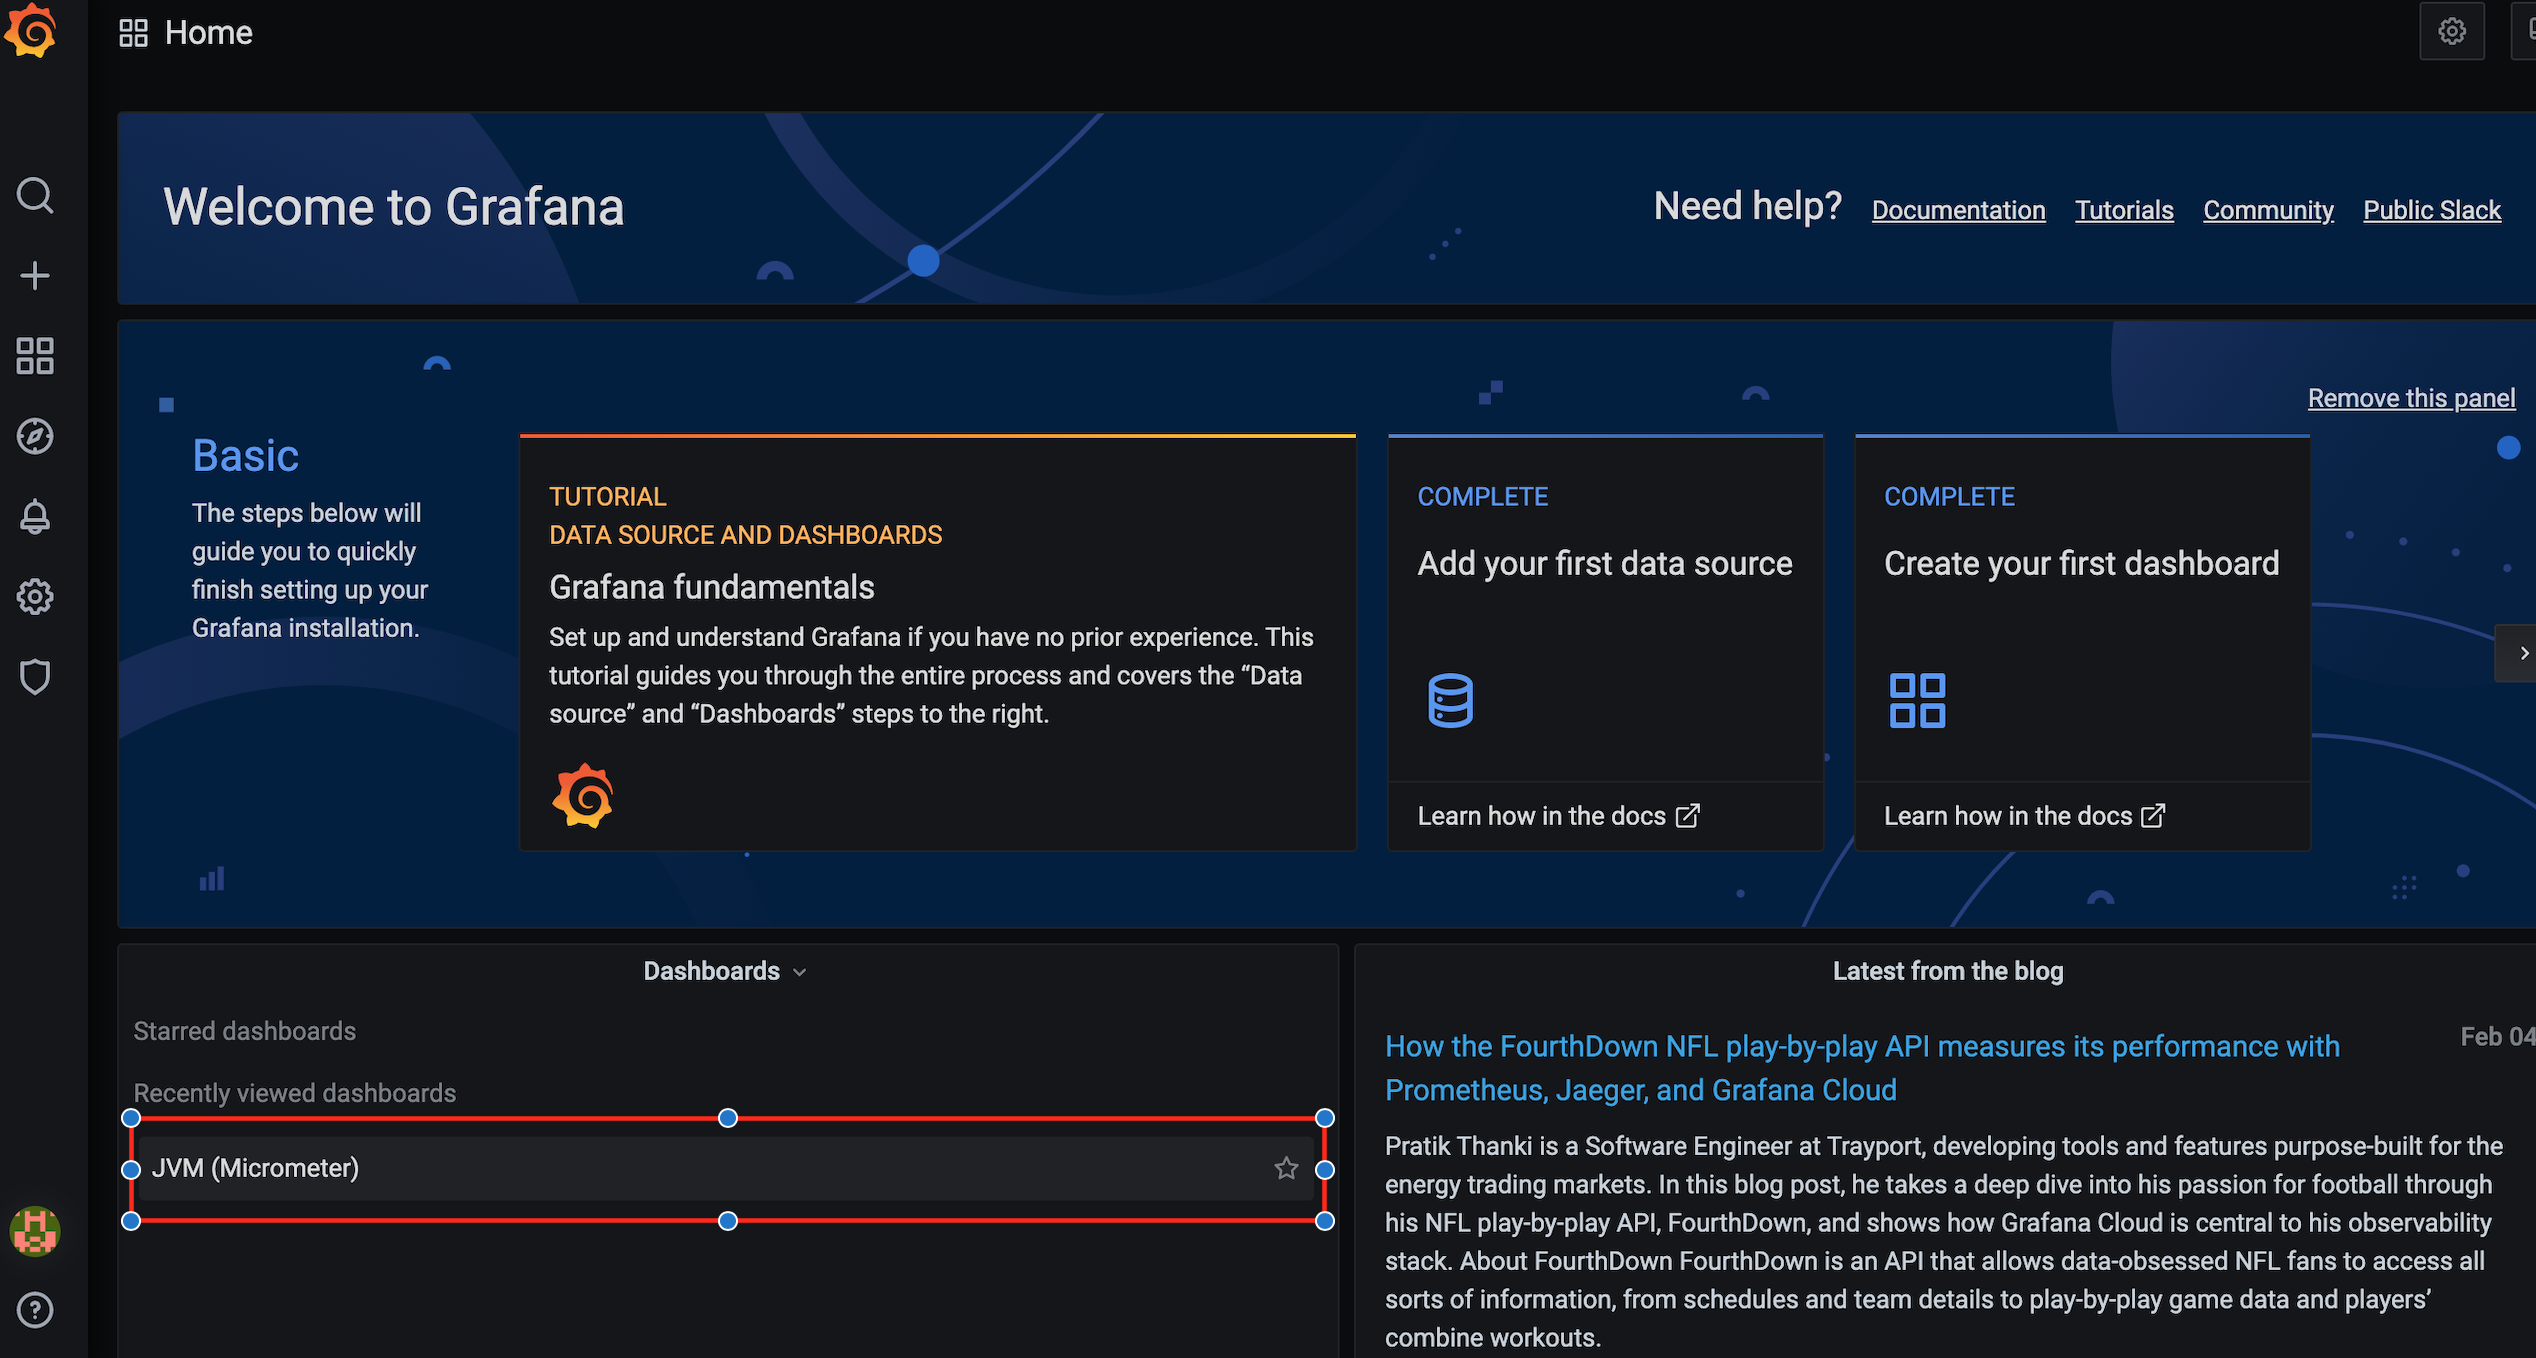 Home
Welcome to Grafana
Need help?
Documentation
Tutorials
Community
Public Slack
Remove this panel
Basic
The steps below will
guide you to quickly
finish setting up your
Grafana installation.
TUTORIAL
DATA SOURCE AND DASHBOARDS
Grafana fundamentals
Set up and understand Grafana if you have no prior experience. This
tutorial guides you through the entire process and covers the “Data
source” and “Dashboards” steps to the right.
COMPLETE
Add your first data source
Learn how in the docs
COMPLETE
Create your first dashboard
Learn how in the docs
Dashboards
Starred dashboards
Recently viewed dashboards
JVM (Micrometer)
Latest from the blog
How the FourthDown NFL play-by-play API measures its performance with
Prometheus, Jaeger, and Grafana Cloud
Feb 04
Pratik Thanki is a Software Engineer at Trayport, developing tools and features purpose-built for the
energy trading markets. In this blog post, he takes a deep dive into his passion for football through
his NFL play-by-play API, FourthDown, and shows how Grafana Cloud is central to his observability
stack. About FourthDown FourthDown is an API that allows data-obsessed NFL fans to access all
sorts of information, from schedules and team details to play-by-play game data and players’
combine workouts.